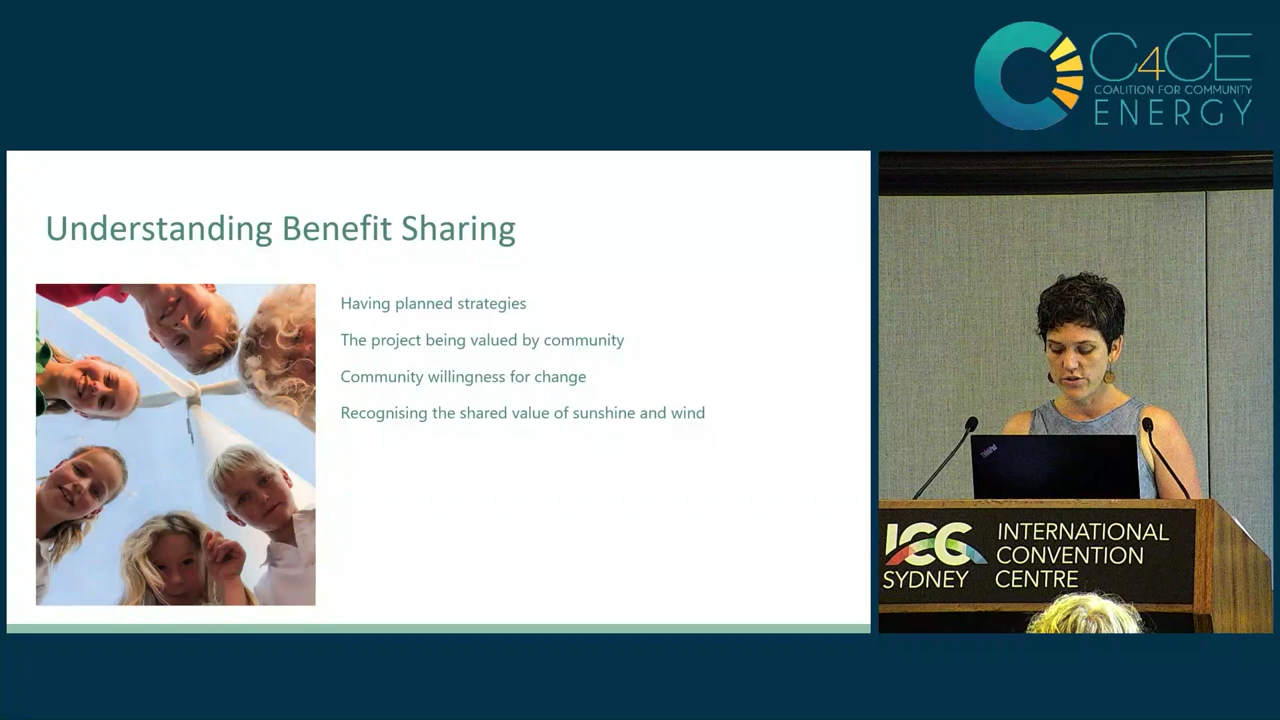 C4CE
COALITION FOR COMMUNITY
ENERGY
Understanding Benefit Sharing
Having planned strategies
The project being valued by community
Community willingness for change
Recognising the shared value of sunshine and wind
ThinkPad
ICC
SYDNEY
INTERNATIONAL
CONVENTION
CENTRE